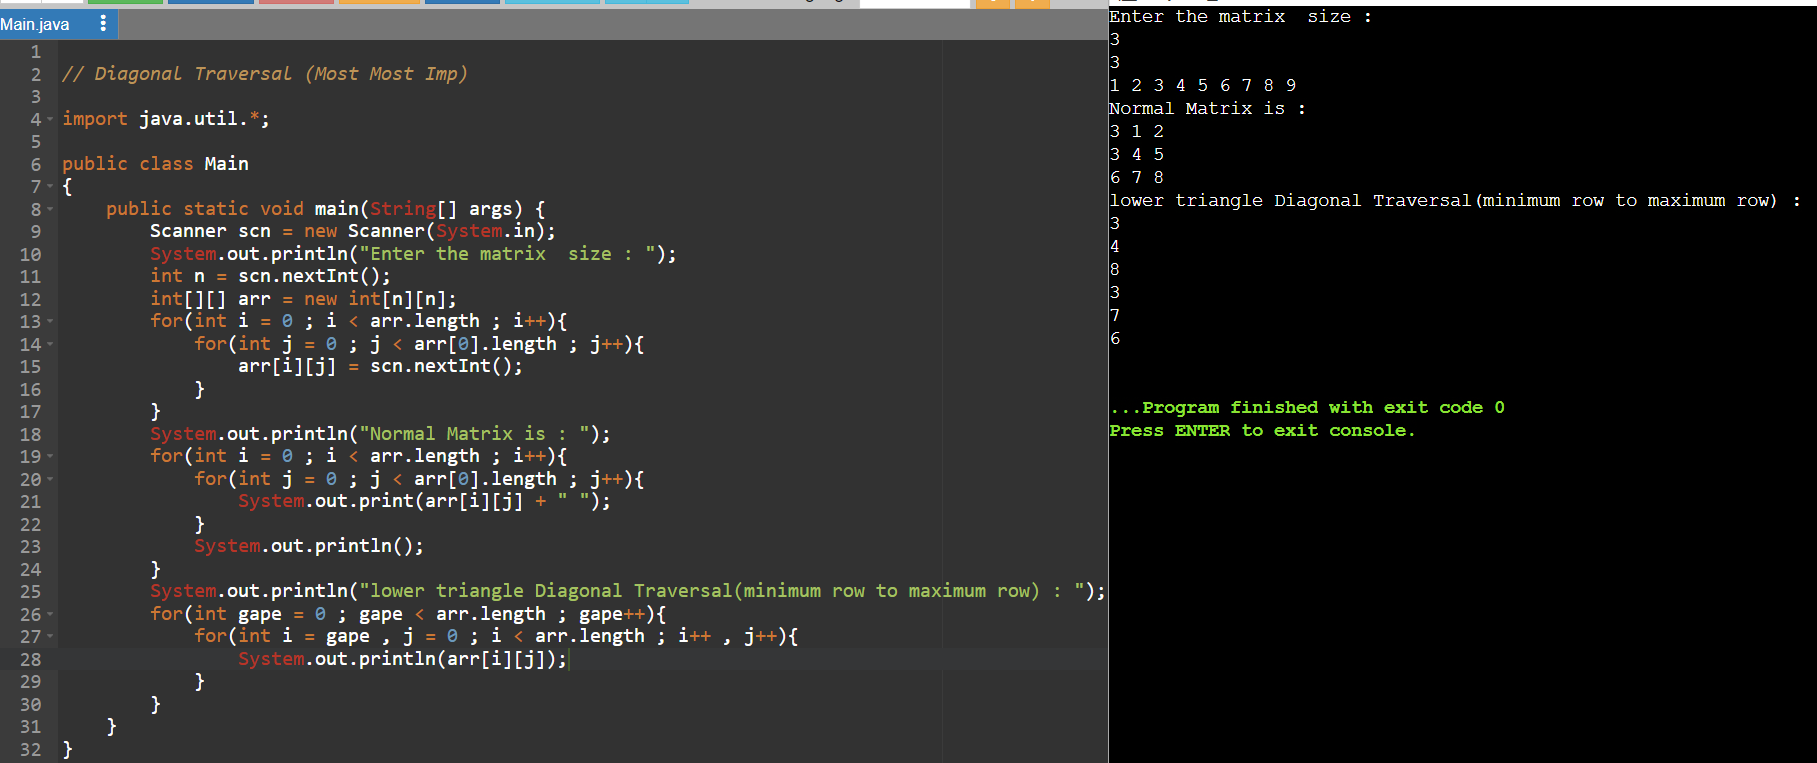 Main.java
1
2 // Diagonal Traversal (Most Most Imp)
3
4 import java.util.*;
5
6 public class Main
7 {
8     public static void main(String[] args) {
9         Scanner scn = new Scanner(System.in);
10         System.out.println("Enter the matrix  size : ");
11         int n = scn.nextInt();
12         int[][] arr = new int[n][n];
13         for(int i = 0 ; i < arr.length ; i++){
14             for(int j = 0 ; j < arr[0].length ; j++){
15                 arr[i][j] = scn.nextInt();
16             }
17         }
18         System.out.println("Normal Matrix is : ");
19         for(int i = 0 ; i < arr.length ; i++){
20             for(int j = 0 ; j < arr[0].length ; j++){
21                 System.out.print(arr[i][j] + " ");
22             }
23             System.out.println();
24         }
25         System.out.println("lower triangle Diagonal Traversal(minimum row to maximum row) : ");
26         for(int gape = 0 ; gape < arr.length ; gape++){
27             for(int i = gape , j = 0 ; i < arr.length ; i++ , j++){
28                 System.out.println(arr[i][j]);
29             }
30         }
31     }
32 }
Enter the matrix  size :
3
3
1 2 3 4 5 6 7 8 9
Normal Matrix is :
3 1 2
3 4 5
6 7 8
lower triangle Diagonal Traversal(minimum row to maximum row) :
3
4
8
3
7
6
...Program finished with exit code 0
Press ENTER to exit console.